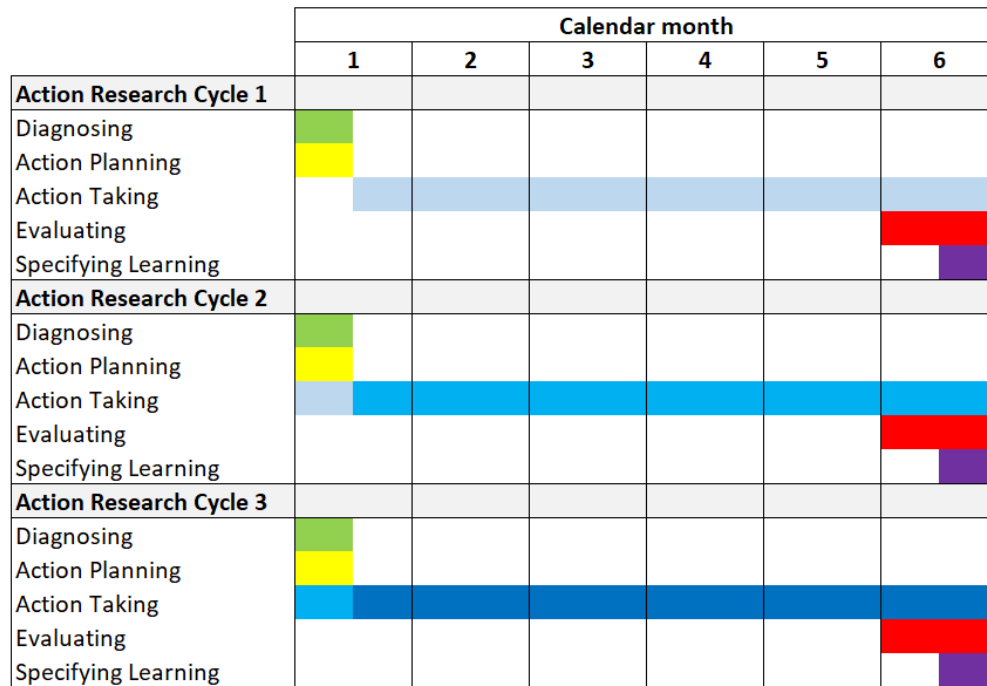 Calendar month
1 2 3 4 5 6
Action Research Cycle 1
Diagnosing
Action Planning
Action Taking
Evaluating
Specifying Learning
Action Research Cycle 2
Diagnosing
Action Planning
Action Taking
Evaluating
Specifying Learning
Action Research Cycle 3
Diagnosing
Action Planning
Action Taking
Evaluating
Specifying Learning